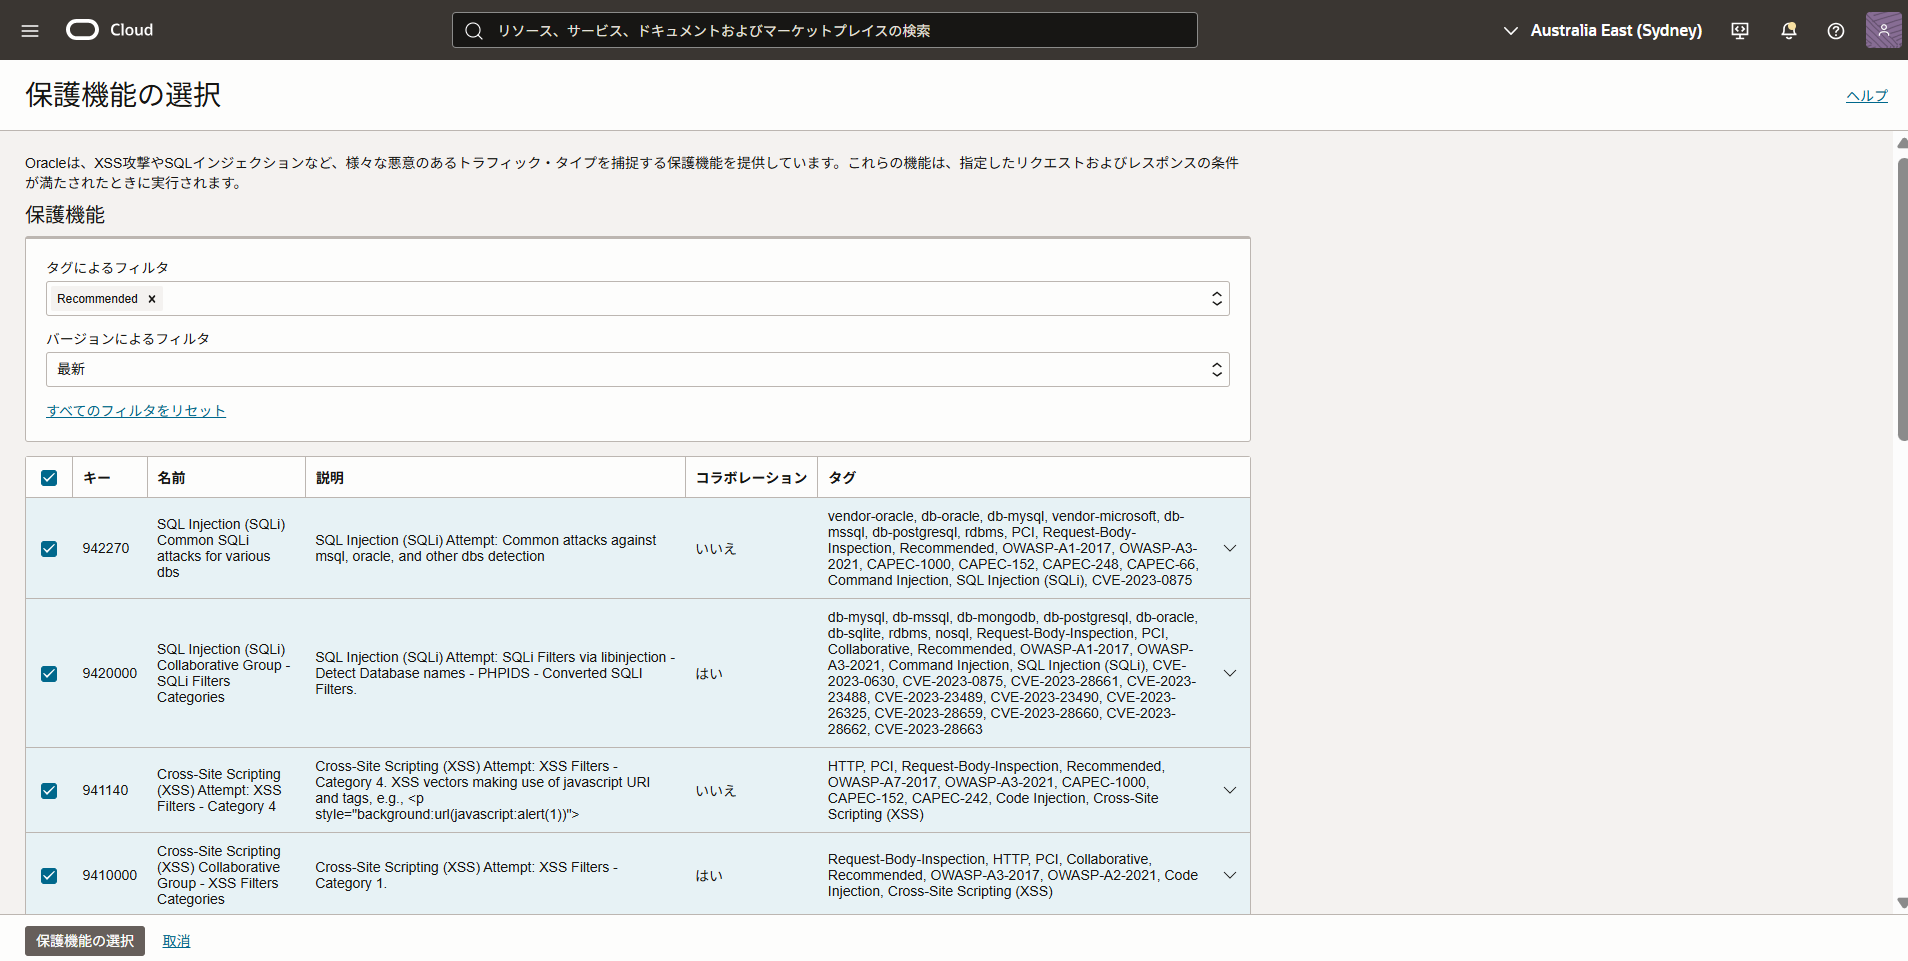 Cloud
リソース、サービス、ドキュメントおよびマーケットプレイスの検索
Australia East (Sydney)
保護機能の選択
ヘルプ
Oracleは、XSS攻撃やSQLインジェクションなど、様々な悪意のあるトラフィック・タイプを捕捉する保護機能を提供しています。これらの機能は、指定したリクエストおよびレスポンスの条件
が満たされたときに実行されます。
保護機能
タグによるフィルタ
Recommended ×
バージョンによるフィルタ
最新
すべてのフィルタをリセット
キー 名前 説明 コラボレーション タグ
942270
SQL Injection (SQLi)
Common SQLi
attacks for various
dbs
SQL Injection (SQLi) Attempt: Common attacks against
msql, oracle, and other dbs detection
いいえ
vendor-oracle, db-oracle, db-mysql, vendor-microsoft, db-
mssql, db-postgresql, rdbms, PCI, Request-Body-
Inspection, Recommended, OWASP-A1-2017, OWASP-A3-
2021, CAPEC-1000, CAPEC-152, CAPEC-248, CAPEC-66,
Command Injection, SQL Injection (SQLi), CVE-2023-0875
9420000
SQL Injection (SQLi)
Collaborative Group -
SQLi Filters
Categories
SQL Injection (SQLi) Attempt: SQLi Filters via libinjection -
Detect Database names - PHPIDS - Converted SQLI
Filters.
はい
db-mysql, db-mssql, db-mongodb, db-postgresql, db-oracle,
db-sqlite, rdbms, nosql, Request-Body-Inspection, PCI,
Collaborative, Recommended, OWASP-A1-2017, OWASP-
A3-2021, Command Injection, SQL Injection (SQLi), CVE-
2023-0630, CVE-2023-0875, CVE-2023-28661, CVE-2023-
23488, CVE-2023-23489, CVE-2023-23490, CVE-2023-
26325, CVE-2023-28659, CVE-2023-28660, CVE-2023-
28662, CVE-2023-28663
941140
Cross-Site Scripting
(XSS) Attempt: XSS
Filters - Category 4
Cross-Site Scripting (XSS) Attempt: XSS Filters -
Category 4. XSS vectors making use of javascript URI
and tags, e.g., <p
style="background:url(javascript:alert(1))">
いいえ
HTTP, PCI, Request-Body-Inspection, Recommended,
OWASP-A7-2017, OWASP-A3-2021, CAPEC-1000,
CAPEC-152, CAPEC-242, Code Injection, Cross-Site
Scripting (XSS)
9410000
Cross-Site Scripting
(XSS) Collaborative
Group - XSS Filters
Categories
Cross-Site Scripting (XSS) Attempt: XSS Filters -
Category 1.
はい
Request-Body-Inspection, HTTP, PCI, Collaborative,
Recommended, OWASP-A3-2017, OWASP-A2-2021, Code
Injection, Cross-Site Scripting (XSS)
保護機能の選択
取消